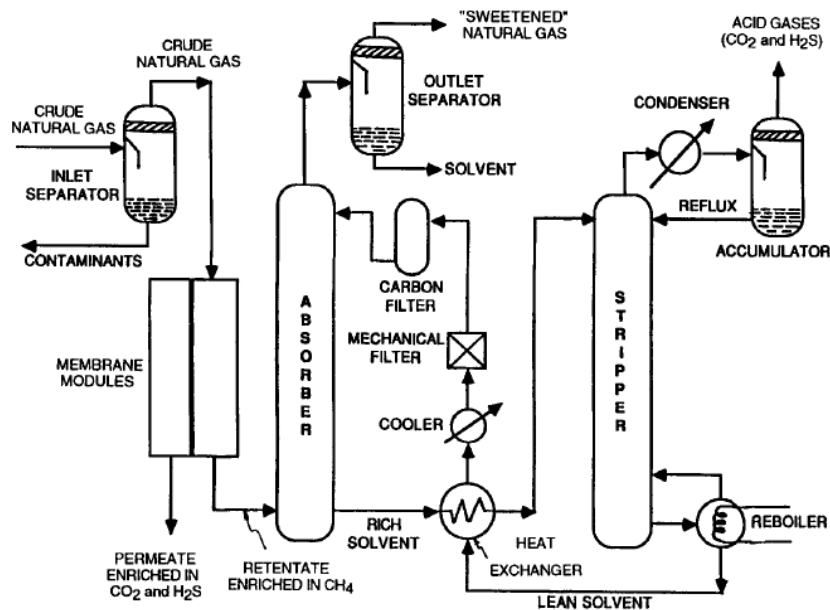 CRUDE
NATURAL GAS
CRUDE
NATURAL GAS
INLET
SEPARATOR
CONTAMINANTS
MEMBRANE
MODULES
PERMEATE
ENRICHED IN
CO₂ and H₂S
RETENTATE
ENRICHED IN CH₄
ABSORBER
"SWEETENED"
NATURAL GAS
OUTLET
SEPARATOR
SOLVENT
CARBON
FILTER
MECHANICAL
FILTER
COOLER
RICH
SOLVENT
HEAT
EXCHANGER
LEAN SOLVENT
STRIPPER
CONDENSER
ACID GASES
(CO₂ and H₂S)
REFLUX
ACCUMULATOR
REBOILER